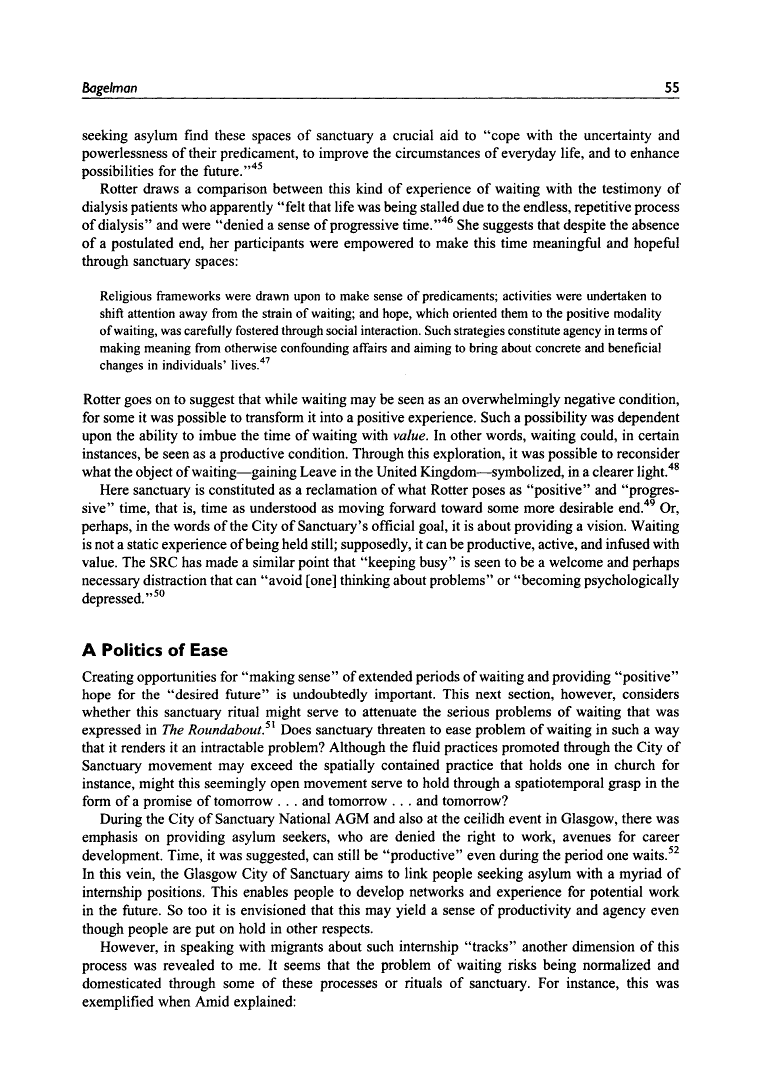 Bagelman 55
seeking asylum find these spaces of sanctuary a crucial aid to “cope with the uncertainty and
powerlessness of their predicament, to improve the circumstances of everyday life, and to enhance
possibilities for the future.”45
Rotter draws a comparison between this kind of experience of waiting with the testimony of
dialysis patients who apparently “felt that life was being stalled due to the endless, repetitive process
of dialysis” and were “denied a sense of progressive time.”46 She suggests that despite the absence
of a postulated end, her participants were empowered to make this time meaningful and hopeful
through sanctuary spaces:
Religious frameworks were drawn upon to make sense of predicaments; activities were undertaken to
shift attention away from the strain of waiting; and hope, which oriented them to the positive modality
of waiting, was carefully fostered through social interaction. Such strategies constitute agency in terms of
making meaning from otherwise confounding affairs and aiming to bring about concrete and beneficial
changes in individuals’ lives.47
Rotter goes on to suggest that while waiting may be seen as an overwhelmingly negative condition,
for some it was possible to transform it into a positive experience. Such a possibility was dependent
upon the ability to imbue the time of waiting with value. In other words, waiting could, in certain
instances, be seen as a productive condition. Through this exploration, it was possible to reconsider
what the object of waiting—gaining Leave in the United Kingdom—symbolized, in a clearer light.48
Here sanctuary is constituted as a reclamation of what Rotter poses as “positive” and “progres-
sive” time, that is, time as understood as moving forward toward some more desirable end.49 Or,
perhaps, in the words of the City of Sanctuary’s official goal, it is about providing a vision. Waiting
is not a static experience of being held still; supposedly, it can be productive, active, and infused with
value. The SRC has made a similar point that “keeping busy” is seen to be a welcome and perhaps
necessary distraction that can “avoid [one] thinking about problems” or “becoming psychologically
depressed.”50
A Politics of Ease
Creating opportunities for “making sense” of extended periods of waiting and providing “positive”
hope for the “desired future” is undoubtedly important. This next section, however, considers
whether this sanctuary ritual might serve to attenuate the serious problems of waiting that was
expressed in The Roundabout.51 Does sanctuary threaten to ease problem of waiting in such a way
that it renders it an intractable problem? Although the fluid practices promoted through the City of
Sanctuary movement may exceed the spatially contained practice that holds one in church for
instance, might this seemingly open movement serve to hold through a spatiotemporal grasp in the
form of a promise of tomorrow . . . and tomorrow . . . and tomorrow?
During the City of Sanctuary National AGM and also at the ceilidh event in Glasgow, there was
emphasis on providing asylum seekers, who are denied the right to work, avenues for career
development. Time, it was suggested, can still be “productive” even during the period one waits.52
In this vein, the Glasgow City of Sanctuary aims to link people seeking asylum with a myriad of
internship positions. This enables people to develop networks and experience for potential work
in the future. So too it is envisioned that this may yield a sense of productivity and agency even
though people are put on hold in other respects.
However, in speaking with migrants about such internship “tracks” another dimension of this
process was revealed to me. It seems that the problem of waiting risks being normalized and
domesticated through some of these processes or rituals of sanctuary. For instance, this was
exemplified when Amid explained: